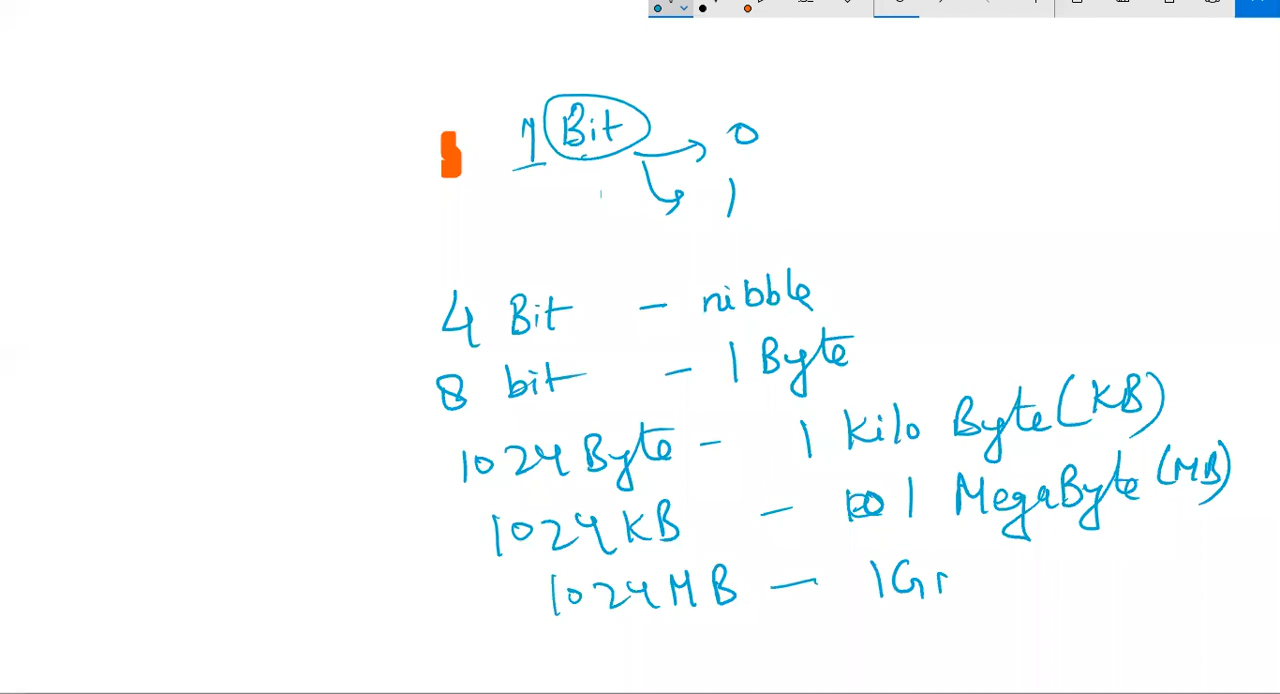 1 Bit → 0
1
4 Bit - nibble
8 bit - 1 Byte
1024 Byte - 1 Kilo Byte (KB)
1024 KB - 1 MegaByte (MB)
1024 MB - 1 G